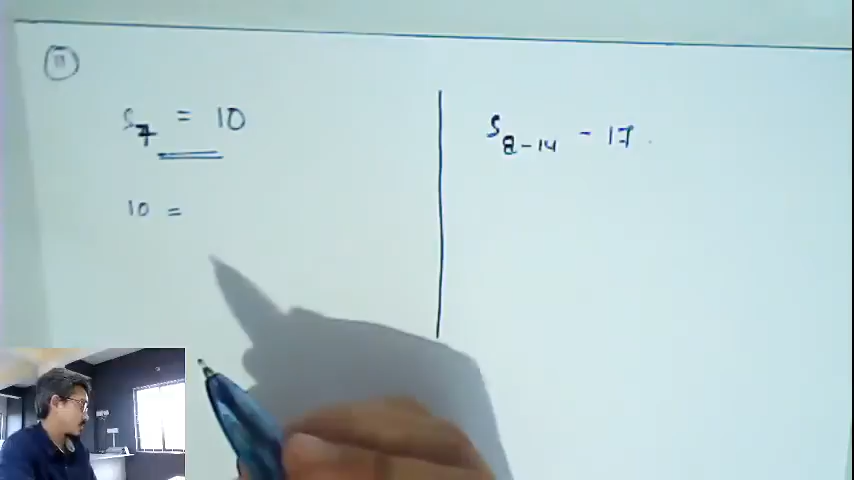 11
S7 = 10
10 =
S8-14 - 17.